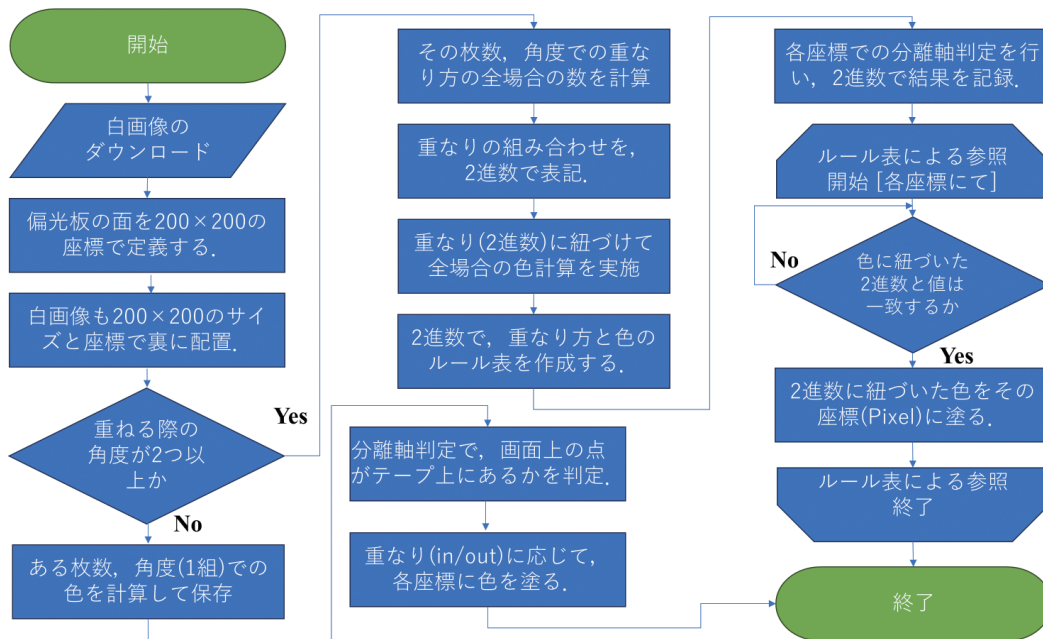 開始
白画像の
ダウンロード
偏光板の面を200×200の
座標で定義する.
白画像も200×200のサイ
ズと座標で裏に配置.
重ねる際の
角度が2つ以
上か
Yes
No
ある枚数，角度(1組)での
色を計算して保存
その枚数，角度での重な
り方の全場合の数を計算
重なりの組み合わせを，
2進数で表記.
重なり(2進数)に紐づけて
全場合の色計算を実施
2進数で，重なり方と色の
ルール表を作成する.
分離軸判定で，画面上の点
がテープ上にあるかを判定.
重なり(in/out)に応じて，
各座標に色を塗る.
各座標での分離軸判定を行
い，2進数で結果を記録.
ルール表による参照
開始 [各座標にて]
No
色に紐づいた
2進数と値は
一致するか
Yes
2進数に紐づいた色をその
座標(Pixel)に塗る.
ルール表による参照
終了
終了